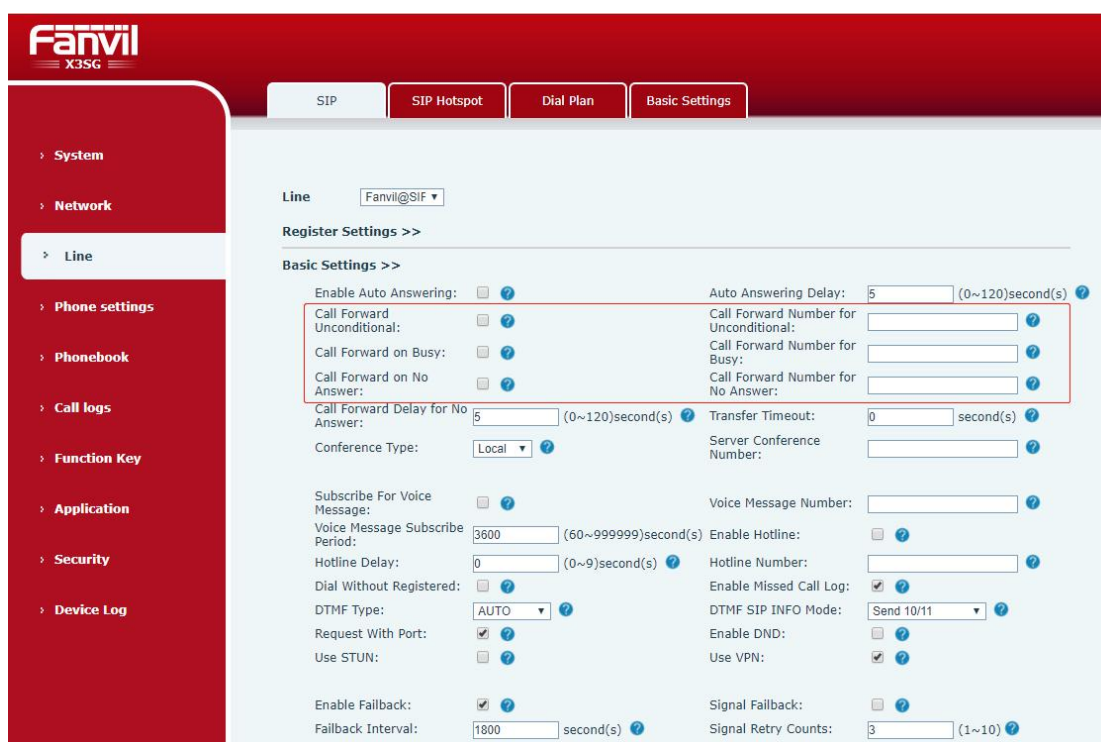 Fanvil
X3SG
SIP
SIP Hotspot
Dial Plan
Basic Settings
› System
› Network
› Line
› Phone settings
› Phonebook
› Call logs
› Function Key
› Application
› Security
› Device Log
Line Fanvil@SIF ▾
Register Settings >>
Basic Settings >>
Enable Auto Answering: ? Auto Answering Delay: 5 (0~120)second(s) ?
Call Forward
Unconditional: ? Call Forward Number for
Unconditional: ?
Call Forward on Busy: ? Call Forward Number for
Busy: ?
Call Forward on No
Answer: ? Call Forward Number for
No Answer: ?
Call Forward Delay for No
Answer: 5 (0~120)second(s) ? Transfer Timeout: 0 second(s) ?
Conference Type: Local ▾ ? Server Conference
Number: ?
Subscribe For Voice
Message: ? Voice Message Number: ?
Voice Message Subscribe
Period: 3600 (60~999999)second(s) Enable Hotline: ?
Hotline Delay: 0 (0~9)second(s) ? Hotline Number: ?
Dial Without Registered: ? Enable Missed Call Log: ✔ ?
DTMF Type: AUTO ▾ ? DTMF SIP INFO Mode: Send 10/11 ▾ ?
Request With Port: ✔ ? Enable DND: ?
Use STUN: ? Use VPN: ✔ ?
Enable Failback: ✔ ? Signal Failback: ?
Failback Interval: 1800 second(s) ? Signal Retry Counts: 3 (1~10) ?